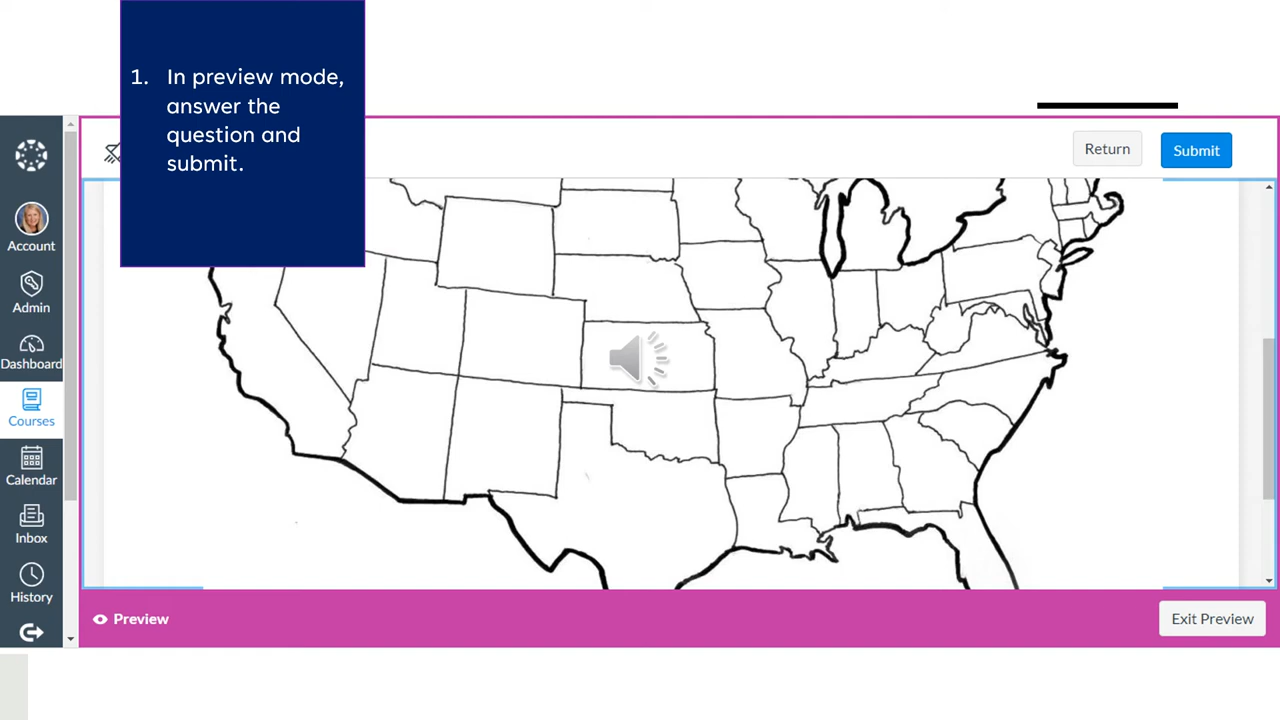 1. In preview mode,
answer the
question and
submit.
Return
Submit
Account
Admin
Dashboard
Courses
Calendar
Inbox
History
Preview
Exit Preview